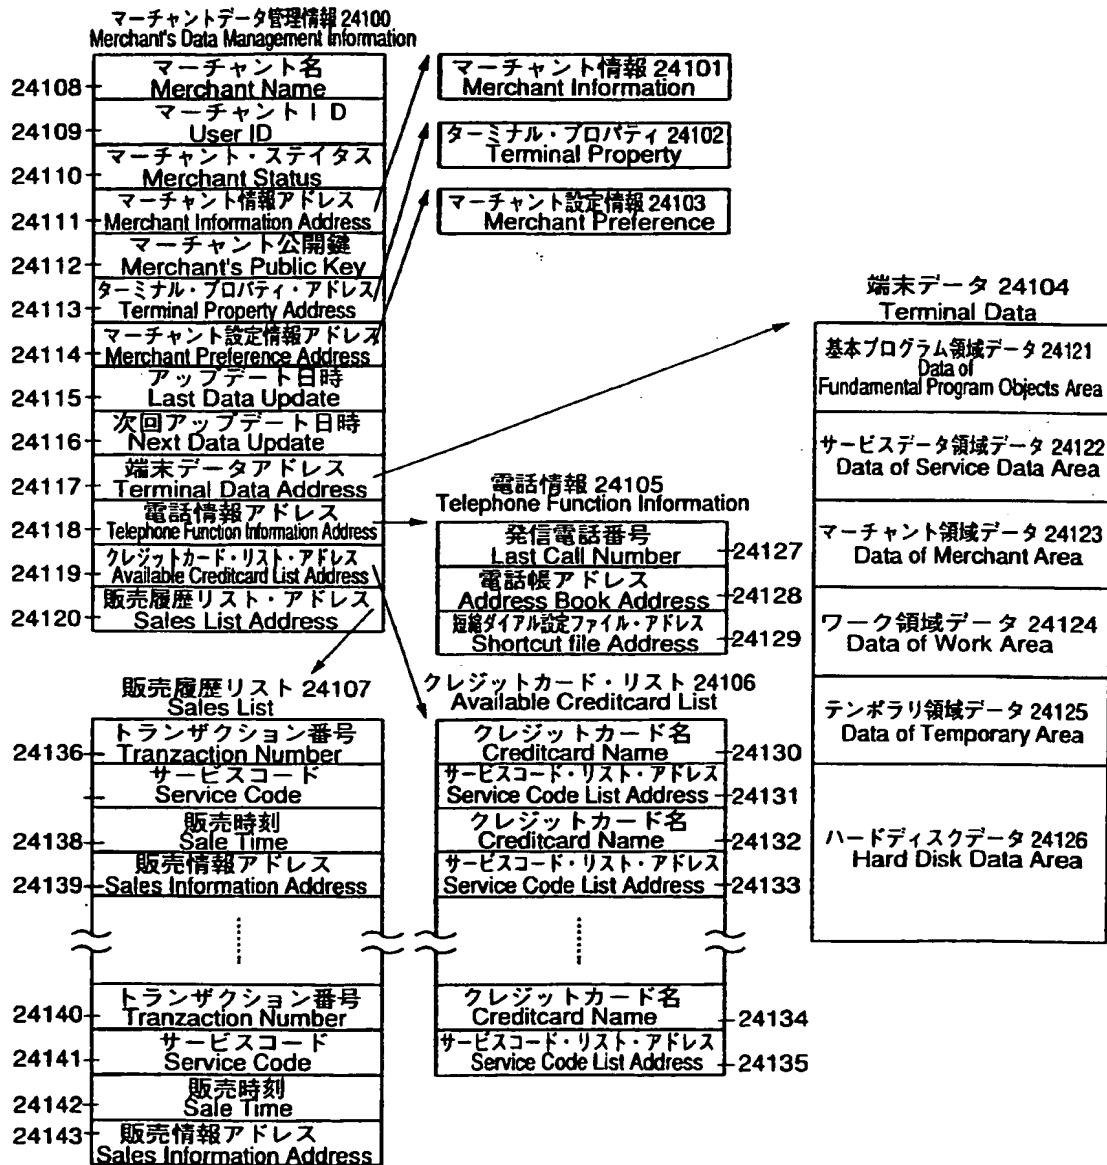 マーチャントデータ管理情報 24100
Merchant's Data Management Information
24108
マーチャント名
Merchant Name
24109
マーチャントID
User ID
24110
マーチャント・ステイタス
Merchant Status
24111
マーチャント情報アドレス
Merchant Information Address
24112
マーチャント公開鍵
Merchant's Public Key
24113
ターミナル・プロパティ・アドレス
Terminal Property Address
24114
マーチャント設定情報アドレス
Merchant Preference Address
24115
アップデート日時
Last Data Update
24116
次回アップデート日時
Next Data Update
24117
端末データアドレス
Terminal Data Address
24118
電話情報アドレス
Telephone Function Information Address
24119
クレジットカード・リスト・アドレス
Available Creditcard List Address
24120
販売履歴リスト・アドレス
Sales List Address
マーチャント情報 24101
Merchant Information
ターミナル・プロパティ 24102
Terminal Property
マーチャント設定情報 24103
Merchant Preference
端末データ 24104
Terminal Data
基本プログラム領域データ 24121
Data of
Fundamental Program Objects Area
サービスデータ領域データ 24122
Data of Service Data Area
マーチャント領域データ 24123
Data of Merchant Area
ワーク領域データ 24124
Data of Work Area
テンポラリ領域データ 24125
Data of Temporary Area
ハードディスクデータ 24126
Hard Disk Data Area
電話情報 24105
Telephone Function Information
発信電話番号
Last Call Number
24127
電話帳アドレス
Address Book Address
24128
短縮ダイアル設定ファイル・アドレス
Shortcut file Address
24129
販売履歴リスト 24107
Sales List
24136
トランザクション番号
Tranzaction Number
サービスコード
Service Code
24138
販売時刻
Sale Time
24139
販売情報アドレス
Sales Information Address
24140
トランザクション番号
Tranzaction Number
24141
サービスコード
Service Code
24142
販売時刻
Sale Time
24143
販売情報アドレス
Sales Information Address
クレジットカード・リスト 24106
Available Creditcard List
クレジットカード名
Creditcard Name
24130
サービスコード・リスト・アドレス
Service Code List Address
24131
クレジットカード名
Creditcard Name
24132
サービスコード・リスト・アドレス
Service Code List Address
24133
クレジットカード名
Creditcard Name
24134
サービスコード・リスト・アドレス
Service Code List Address
24135